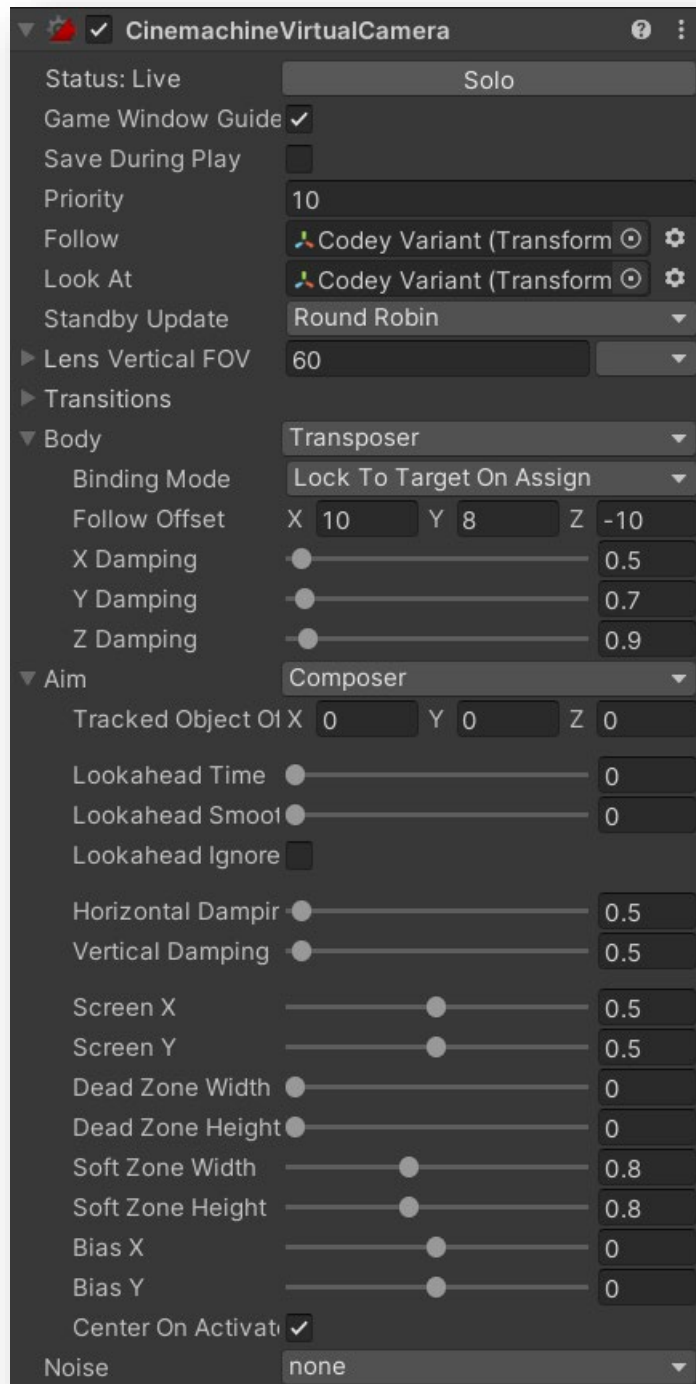 CinemachineVirtualCamera
Status: Live Solo
Game Window Guide
Save During Play
Priority 10
Follow Codey Variant (Transform
Look At Codey Variant (Transform
Standby Update Round Robin
Lens Vertical FOV 60
Transitions
Body Transposer
Binding Mode Lock To Target On Assign
Follow Offset X 10 Y 8 Z -10
X Damping 0.5
Y Damping 0.7
Z Damping 0.9
Aim Composer
Tracked Object Of X 0 Y 0 Z 0
Lookahead Time 0
Lookahead Smoot 0
Lookahead Ignore
Horizontal Dampin 0.5
Vertical Damping 0.5
Screen X 0.5
Screen Y 0.5
Dead Zone Width 0
Dead Zone Height 0
Soft Zone Width 0.8
Soft Zone Height 0.8
Bias X 0
Bias Y 0
Center On Activat
Noise none